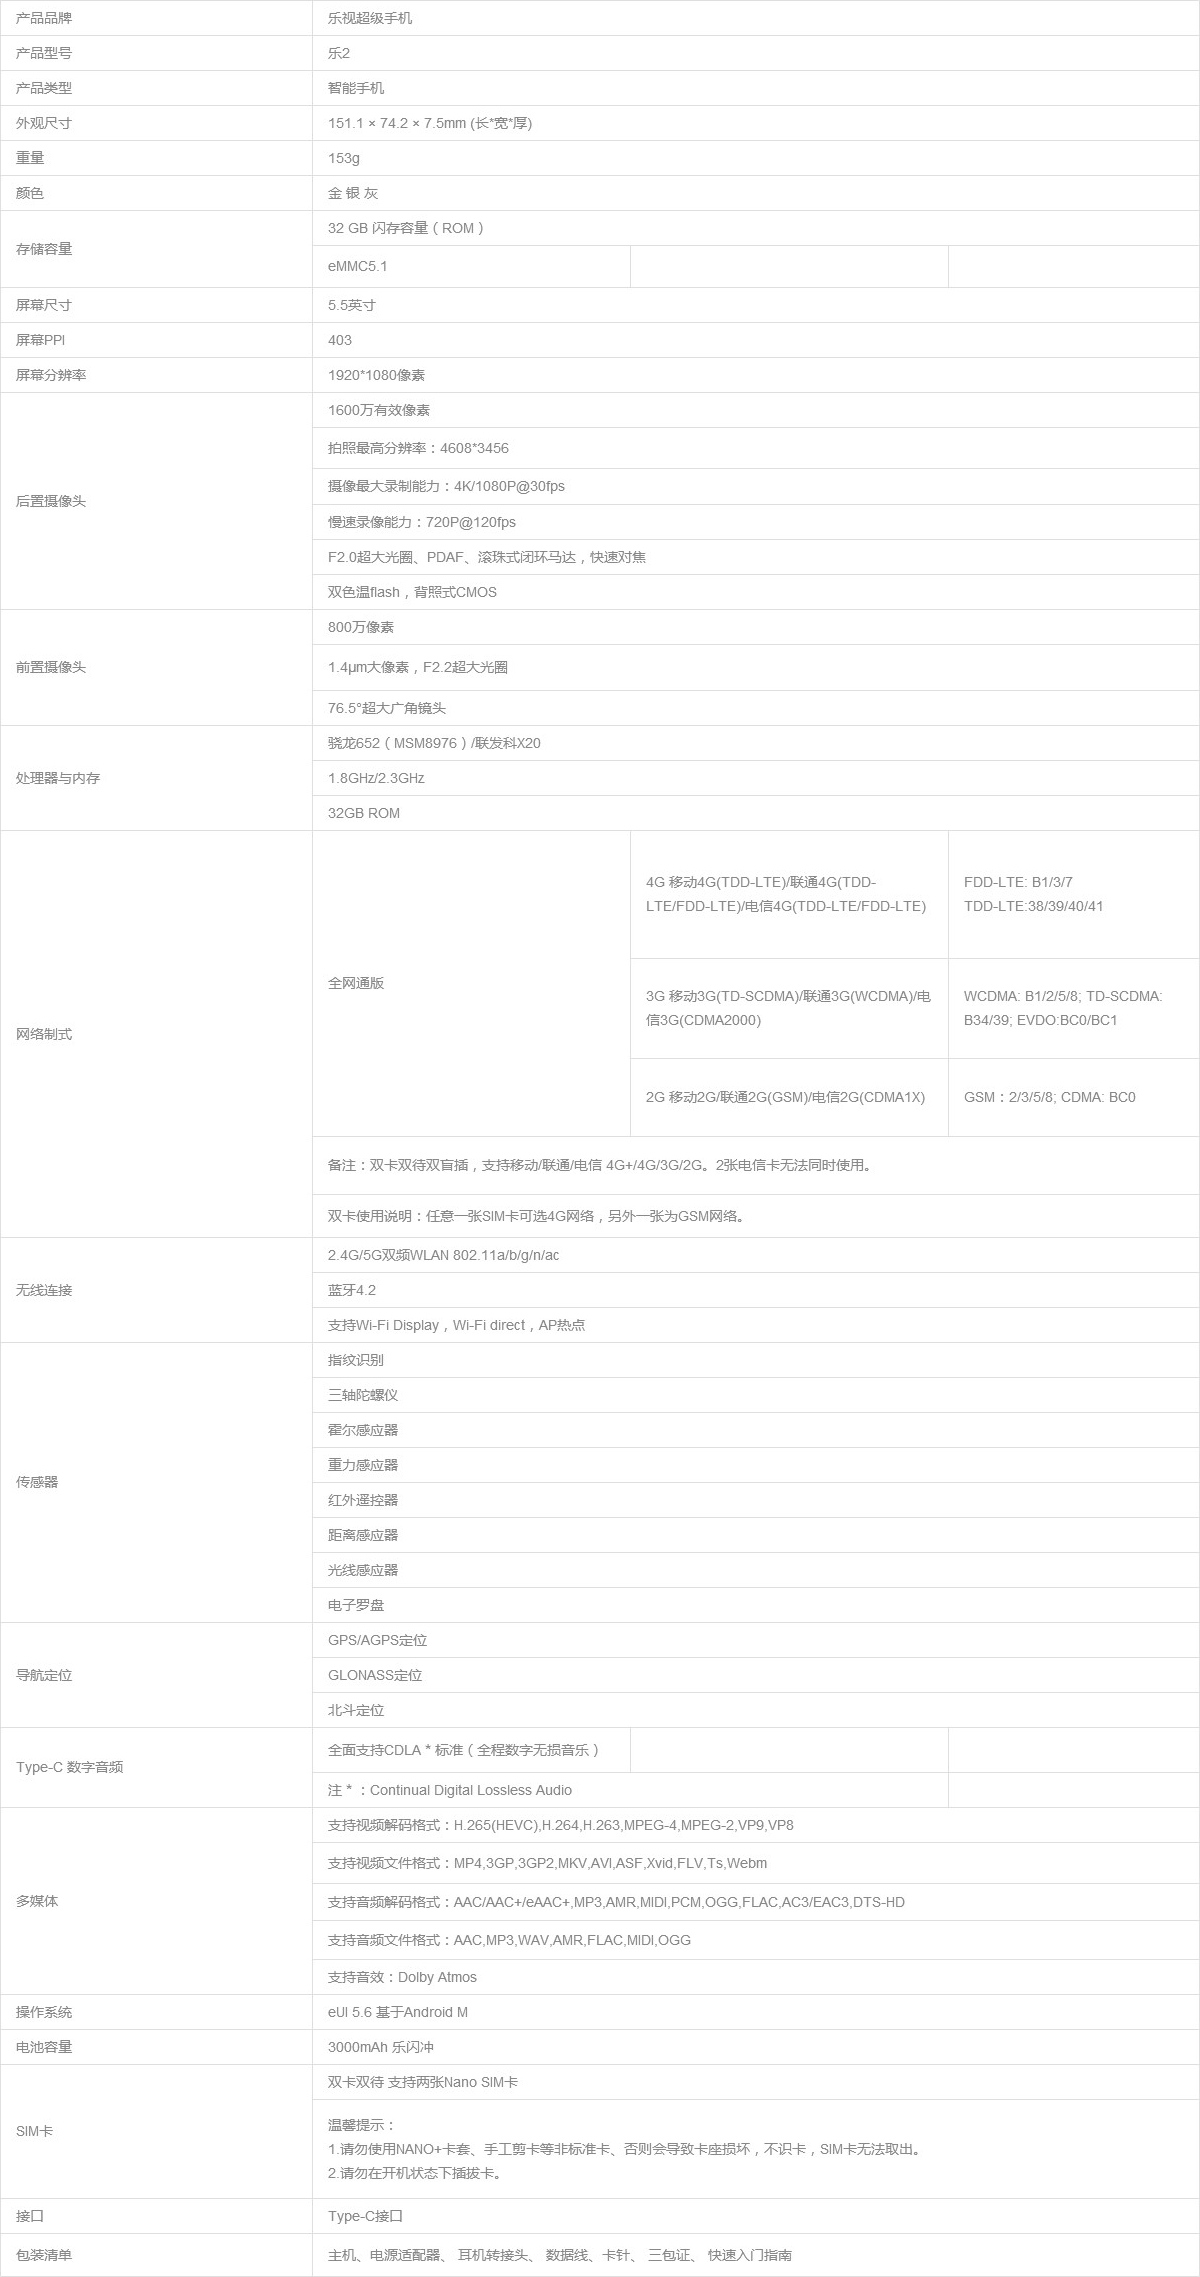 产品品牌
乐视超级手机
产品型号
乐2
产品类型
智能手机
外观尺寸
151.1 × 74.2 × 7.5mm (长*宽*厚)
重量
153g
颜色
金 银 灰
存储容量
32 GB 闪存容量（ROM）
eMMC5.1
屏幕尺寸
5.5英寸
屏幕PPI
403
屏幕分辨率
1920*1080像素
后置摄像头
1600万有效像素
拍照最高分辨率：4608*3456
摄像最大录制能力：4K/1080P@30fps
慢速录像能力：720P@120fps
F2.0超大光圈、PDAF、滚珠式闭环马达，快速对焦
双色温flash，背照式CMOS
前置摄像头
800万像素
1.4μm大像素，F2.2超大光圈
76.5°超大广角镜头
处理器与内存
骁龙652（MSM8976）/联发科X20
1.8GHz/2.3GHz
32GB ROM
网络制式
全网通版
4G 移动4G(TDD-LTE)/联通4G(TDD-
LTE/FDD-LTE)/电信4G(TDD-LTE/FDD-LTE)
FDD-LTE: B1/3/7
TDD-LTE:38/39/40/41
3G 移动3G(TD-SCDMA)/联通3G(WCDMA)/电
信3G(CDMA2000)
WCDMA: B1/2/5/8; TD-SCDMA:
B34/39; EVDO:BC0/BC1
2G 移动2G/联通2G(GSM)/电信2G(CDMA1X)
GSM：2/3/5/8; CDMA: BC0
备注：双卡双待双盲插，支持移动/联通/电信 4G+/4G/3G/2G。2张电信卡无法同时使用。
双卡使用说明：任意一张SIM卡可选4G网络，另外一张为GSM网络。
无线连接
2.4G/5G双频WLAN 802.11a/b/g/n/ac
蓝牙4.2
支持Wi-Fi Display，Wi-Fi direct，AP热点
传感器
指纹识别
三轴陀螺仪
霍尔感应器
重力感应器
红外遥控器
距离感应器
光线感应器
电子罗盘
导航定位
GPS/AGPS定位
GLONASS定位
北斗定位
Type-C 数字音频
全面支持CDLA * 标准（全程数字无损音乐）
注 * ：Continual Digital Lossless Audio
多媒体
支持视频解码格式：H.265(HEVC),H.264,H.263,MPEG-4,MPEG-2,VP9,VP8
支持视频文件格式：MP4,3GP,3GP2,MKV,AVI,ASF,Xvid,FLV,Ts,Webm
支持音频解码格式：AAC/AAC+/eAAC+,MP3,AMR,MIDI,PCM,OGG,FLAC,AC3/EAC3,DTS-HD
支持音频文件格式：AAC,MP3,WAV,AMR,FLAC,MIDI,OGG
支持音效：Dolby Atmos
操作系统
eUI 5.6 基于Android M
电池容量
3000mAh 乐闪冲
SIM卡
双卡双待 支持两张Nano SIM卡
温馨提示：
1.请勿使用NANO+卡套、手工剪卡等非标准卡、否则会导致卡座损坏，不识卡，SIM卡无法取出。
2.请勿在开机状态下插拔卡。
接口
Type-C接口
包装清单
主机、电源适配器、 耳机转接头、 数据线、卡针、 三包证、 快速入门指南